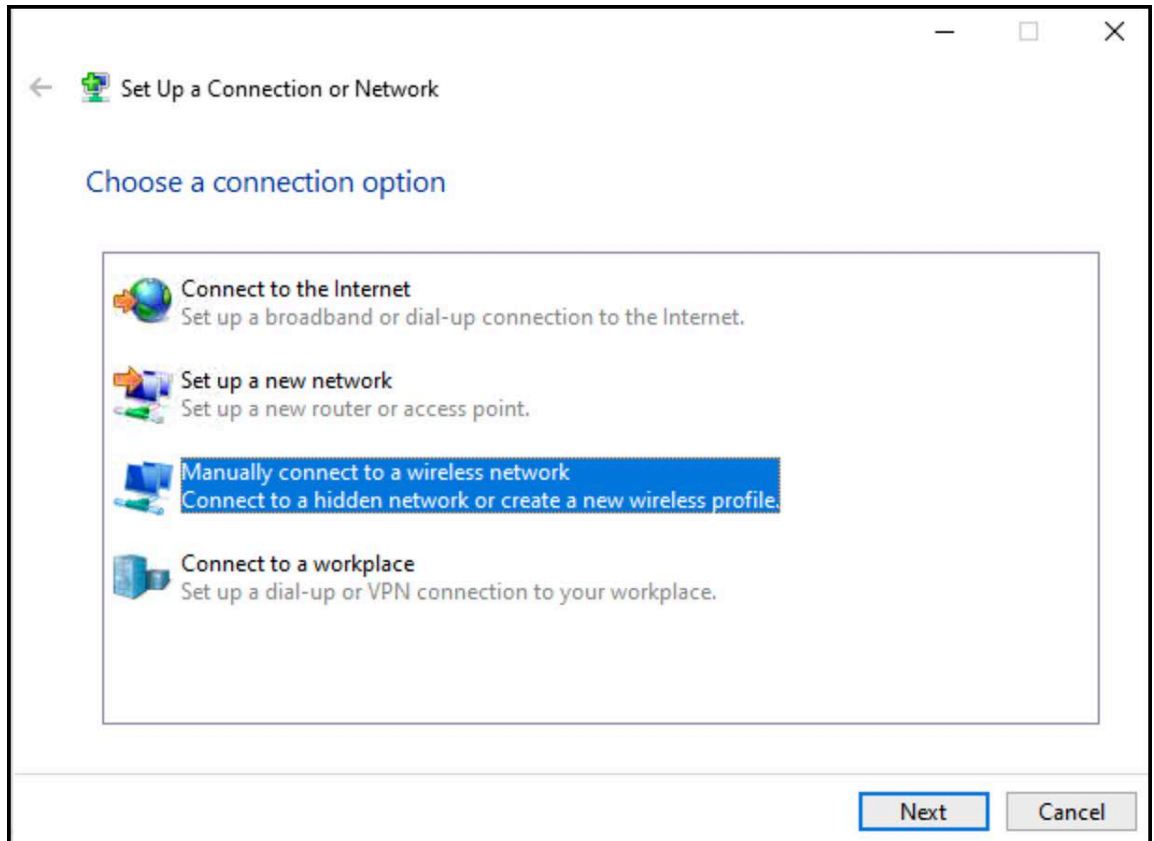 Set Up a Connection or Network
Choose a connection option
Connect to the Internet
Set up a broadband or dial-up connection to the Internet.
Set up a new network
Set up a new router or access point.
Manually connect to a wireless network
Connect to a hidden network or create a new wireless profile.
Connect to a workplace
Set up a dial-up or VPN connection to your workplace.
Next
Cancel